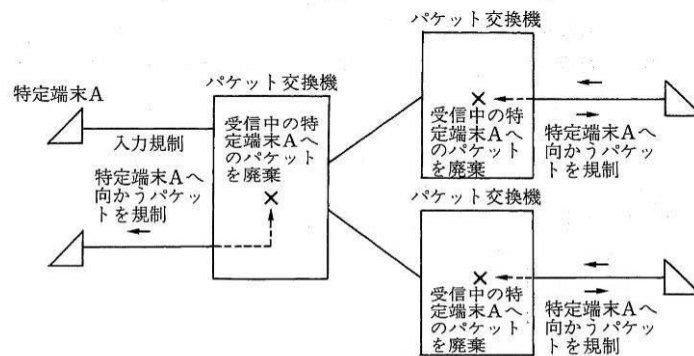 パケット交換機
特定端末A
入力規制
特定端末Aへ
向かうパケッ
トを規制
パケット交換機
受信中の特
定端末Aへ
のパケット
を廃棄
受信中の特
定端末Aへ
のパケット
を廃棄
特定端末Aへ
向かうパケッ
トを規制
パケット交換機
受信中の特
定端末Aへ
のパケット
を廃棄
特定端末Aへ
向かうパケッ
トを規制